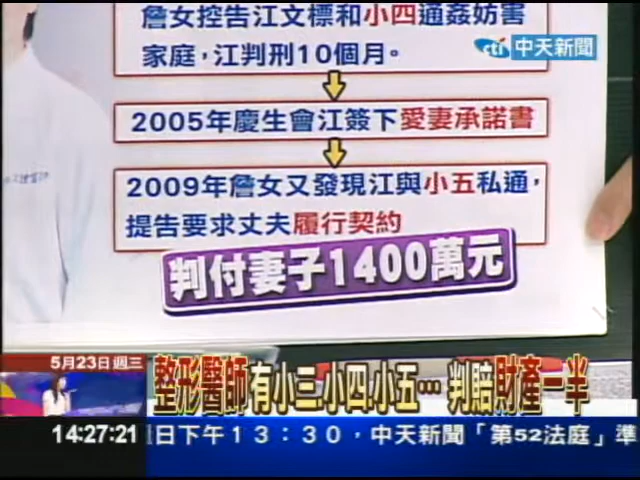 詹女控告江文標和小四通姦妨害
家庭，江判刑10個月。
cti 中天新聞
2005年慶生會江簽下愛妻承諾書
2009年詹女又發現江與小五私通，
提告要求丈夫履行契約
判付妻子1400萬元
5月23日週三
整形醫師有小三.小四.小五… 判賠財產一半
14:27:21
日下午13:30，中天新聞「第52法庭」準